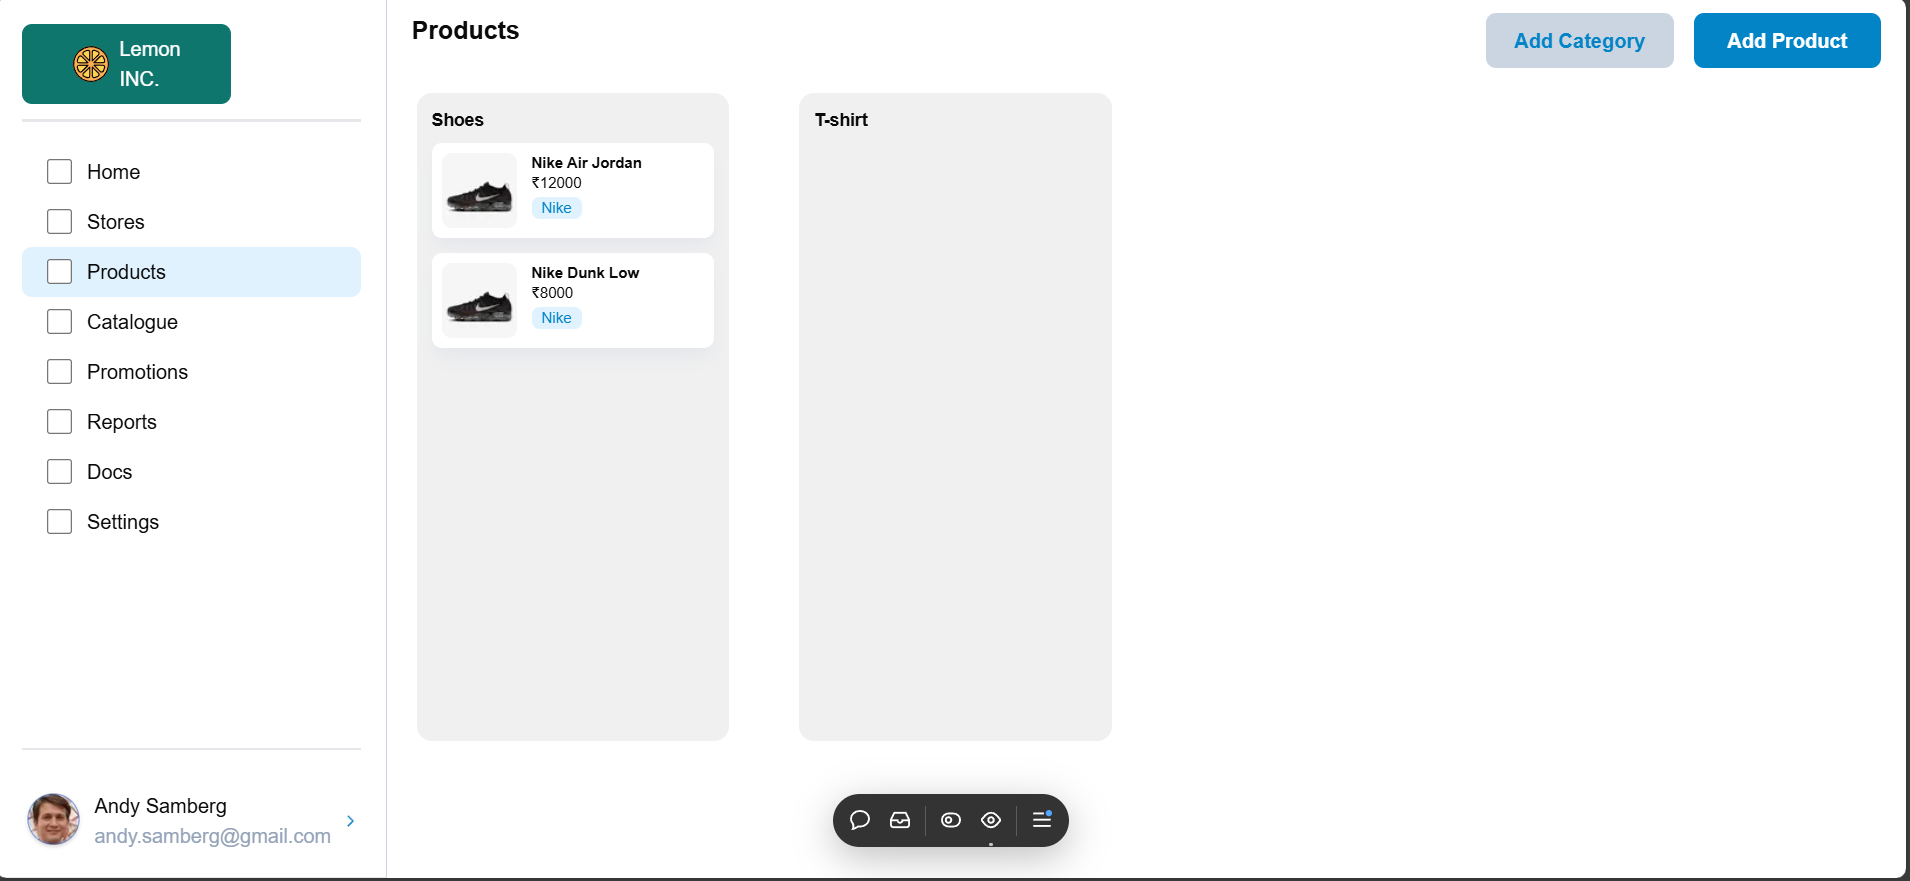 Lemon
INC.
Home
Stores
Products
Catalogue
Promotions
Reports
Docs
Settings
Andy Samberg
andy.samberg@gmail.com
Products
Add Category
Add Product
Shoes
Nike Air Jordan
₹12000
Nike
Nike Dunk Low
₹8000
Nike
T-shirt